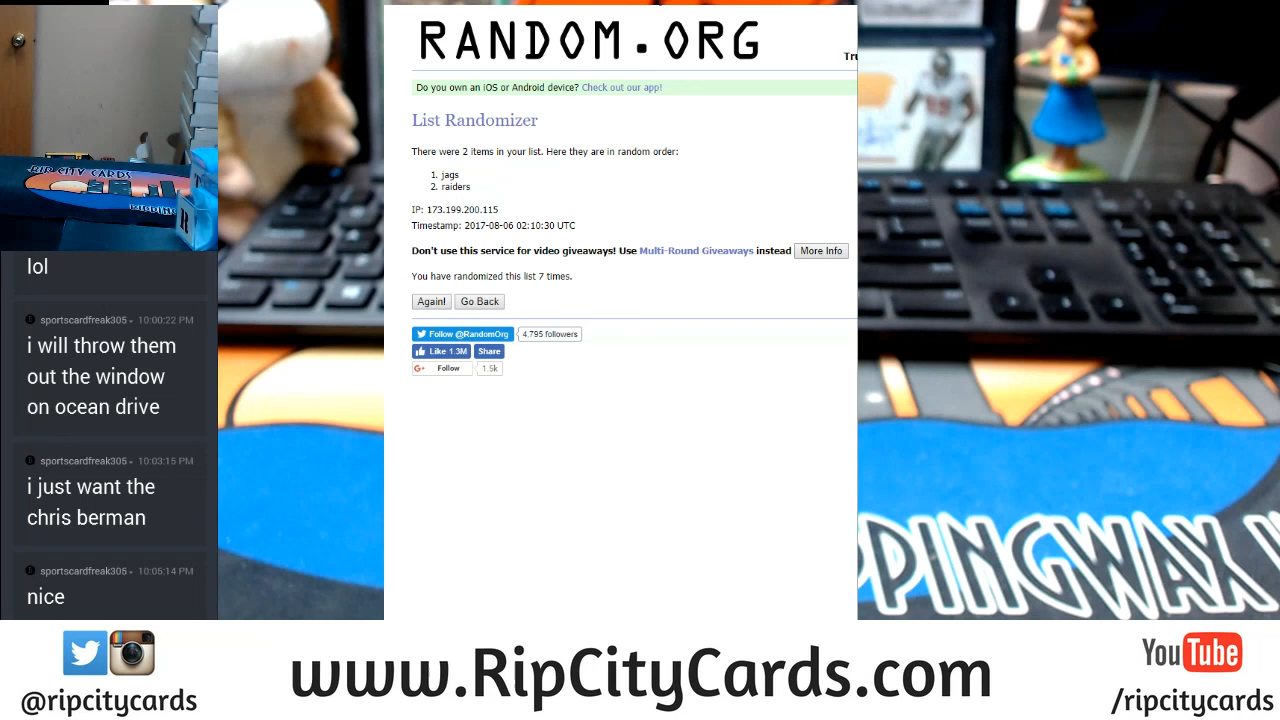 RIP CITY CARDS
RIPPING
lol
sportscardfreak305 10:00:22 PM
i will throw them
out the window
on ocean drive
sportscardfreak305 10:03:15 PM
i just want the
chris berman
sportscardfreak305 10:05:14 PM
nice
RANDOM.ORG
Tru
Do you own an iOS or Android device? Check out our app!
List Randomizer
There were 2 items in your list. Here they are in random order:
1. jags
2. raiders
IP: 173.199.200.115
Timestamp: 2017-08-06 02:10:30 UTC
Don't use this service for video giveaways! Use Multi-Round Giveaways instead More Info
You have randomized this list 7 times.
Again! Go Back
Follow @RandomOrg 4,795 followers
Like 1.3M Share
G+ Follow 1.5k
PPINGWAX
@ripcitycards
www.RipCityCards.com
YouTube
/ripcitycards